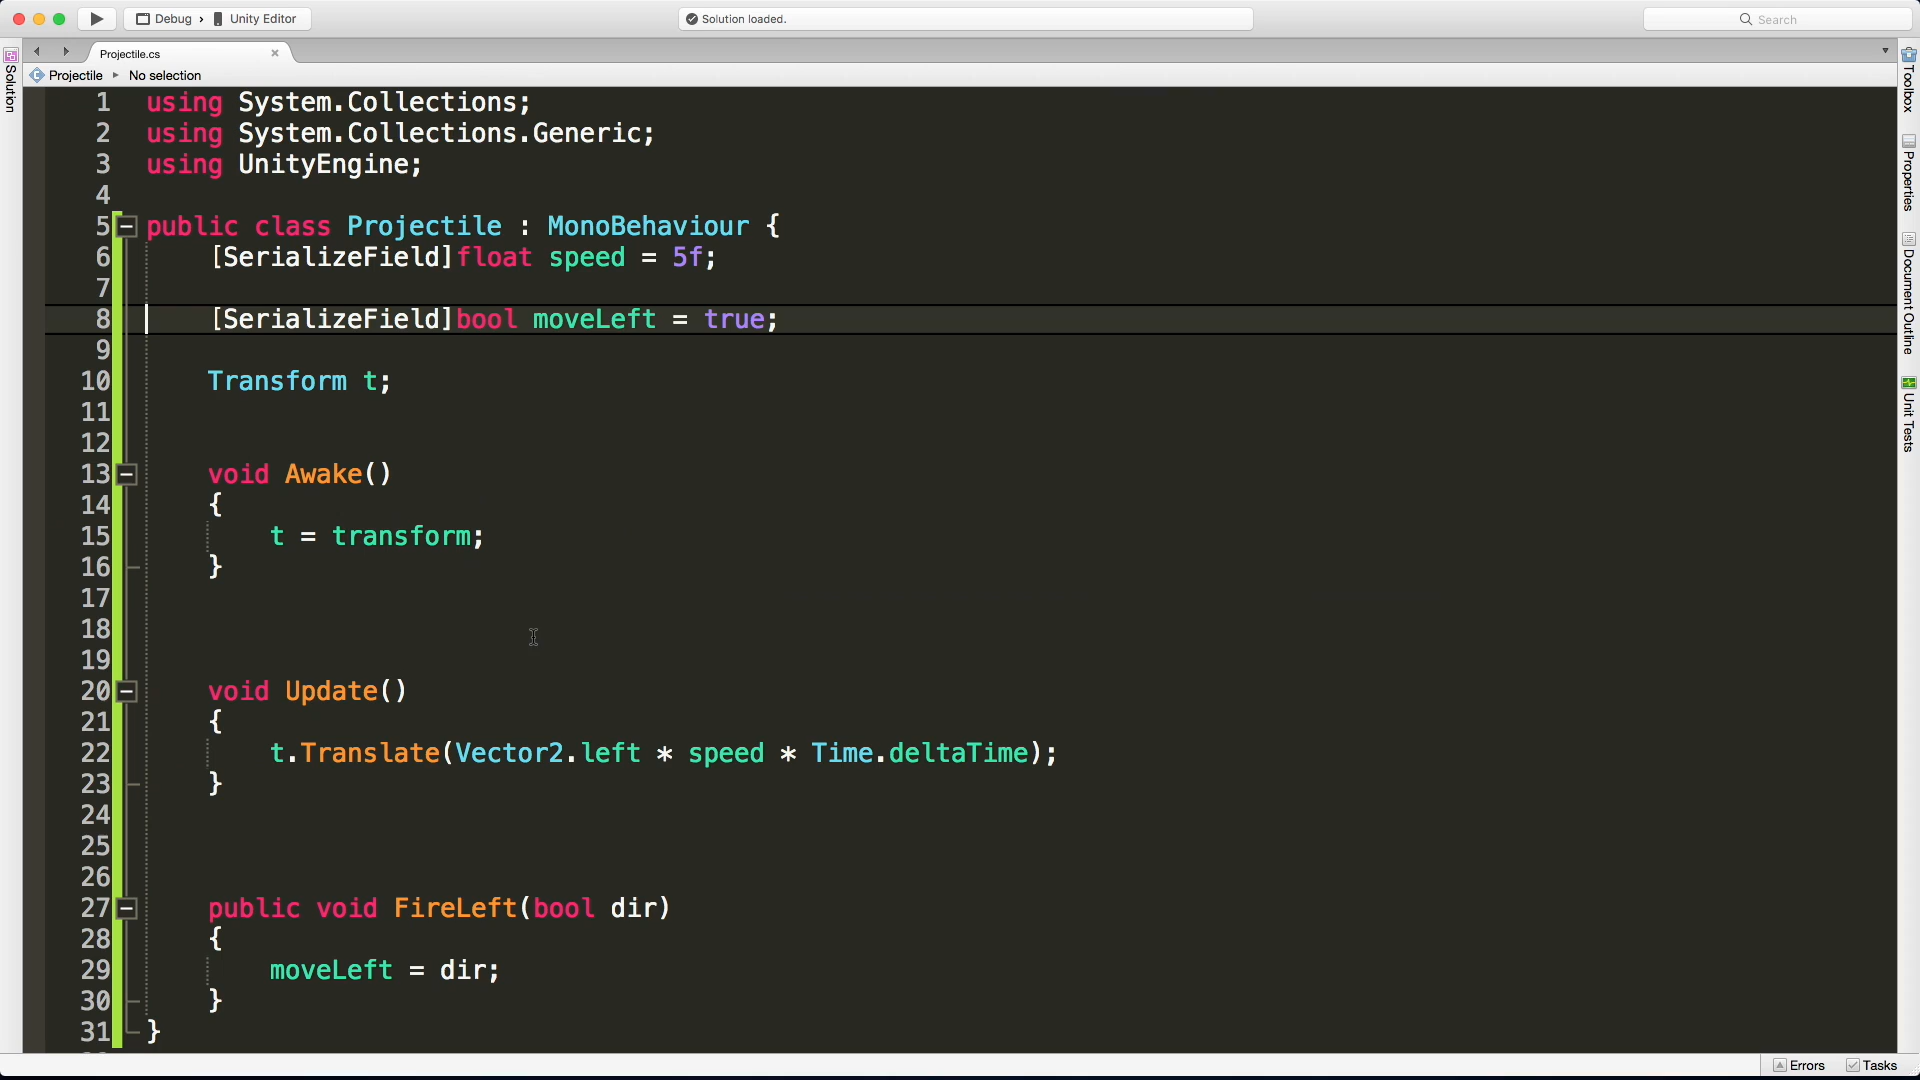 Debug › Unity Editor
Solution loaded.
Search
Projectile.cs
Projectile ▸ No selection
Solution
Toolbox
Properties
Document Outline
Unit Tests
1 using System.Collections;
2 using System.Collections.Generic;
3 using UnityEngine;
4
5 public class Projectile : MonoBehaviour {
6 [SerializeField]float speed = 5f;
7
8 [SerializeField]bool moveLeft = true;
9
10 Transform t;
11
12
13 void Awake()
14 {
15 t = transform;
16 }
17
18
19
20 void Update()
21 {
22 t.Translate(Vector2.left * speed * Time.deltaTime);
23 }
24
25
26
27 public void FireLeft(bool dir)
28 {
29 moveLeft = dir;
30 }
31 }
Errors Tasks